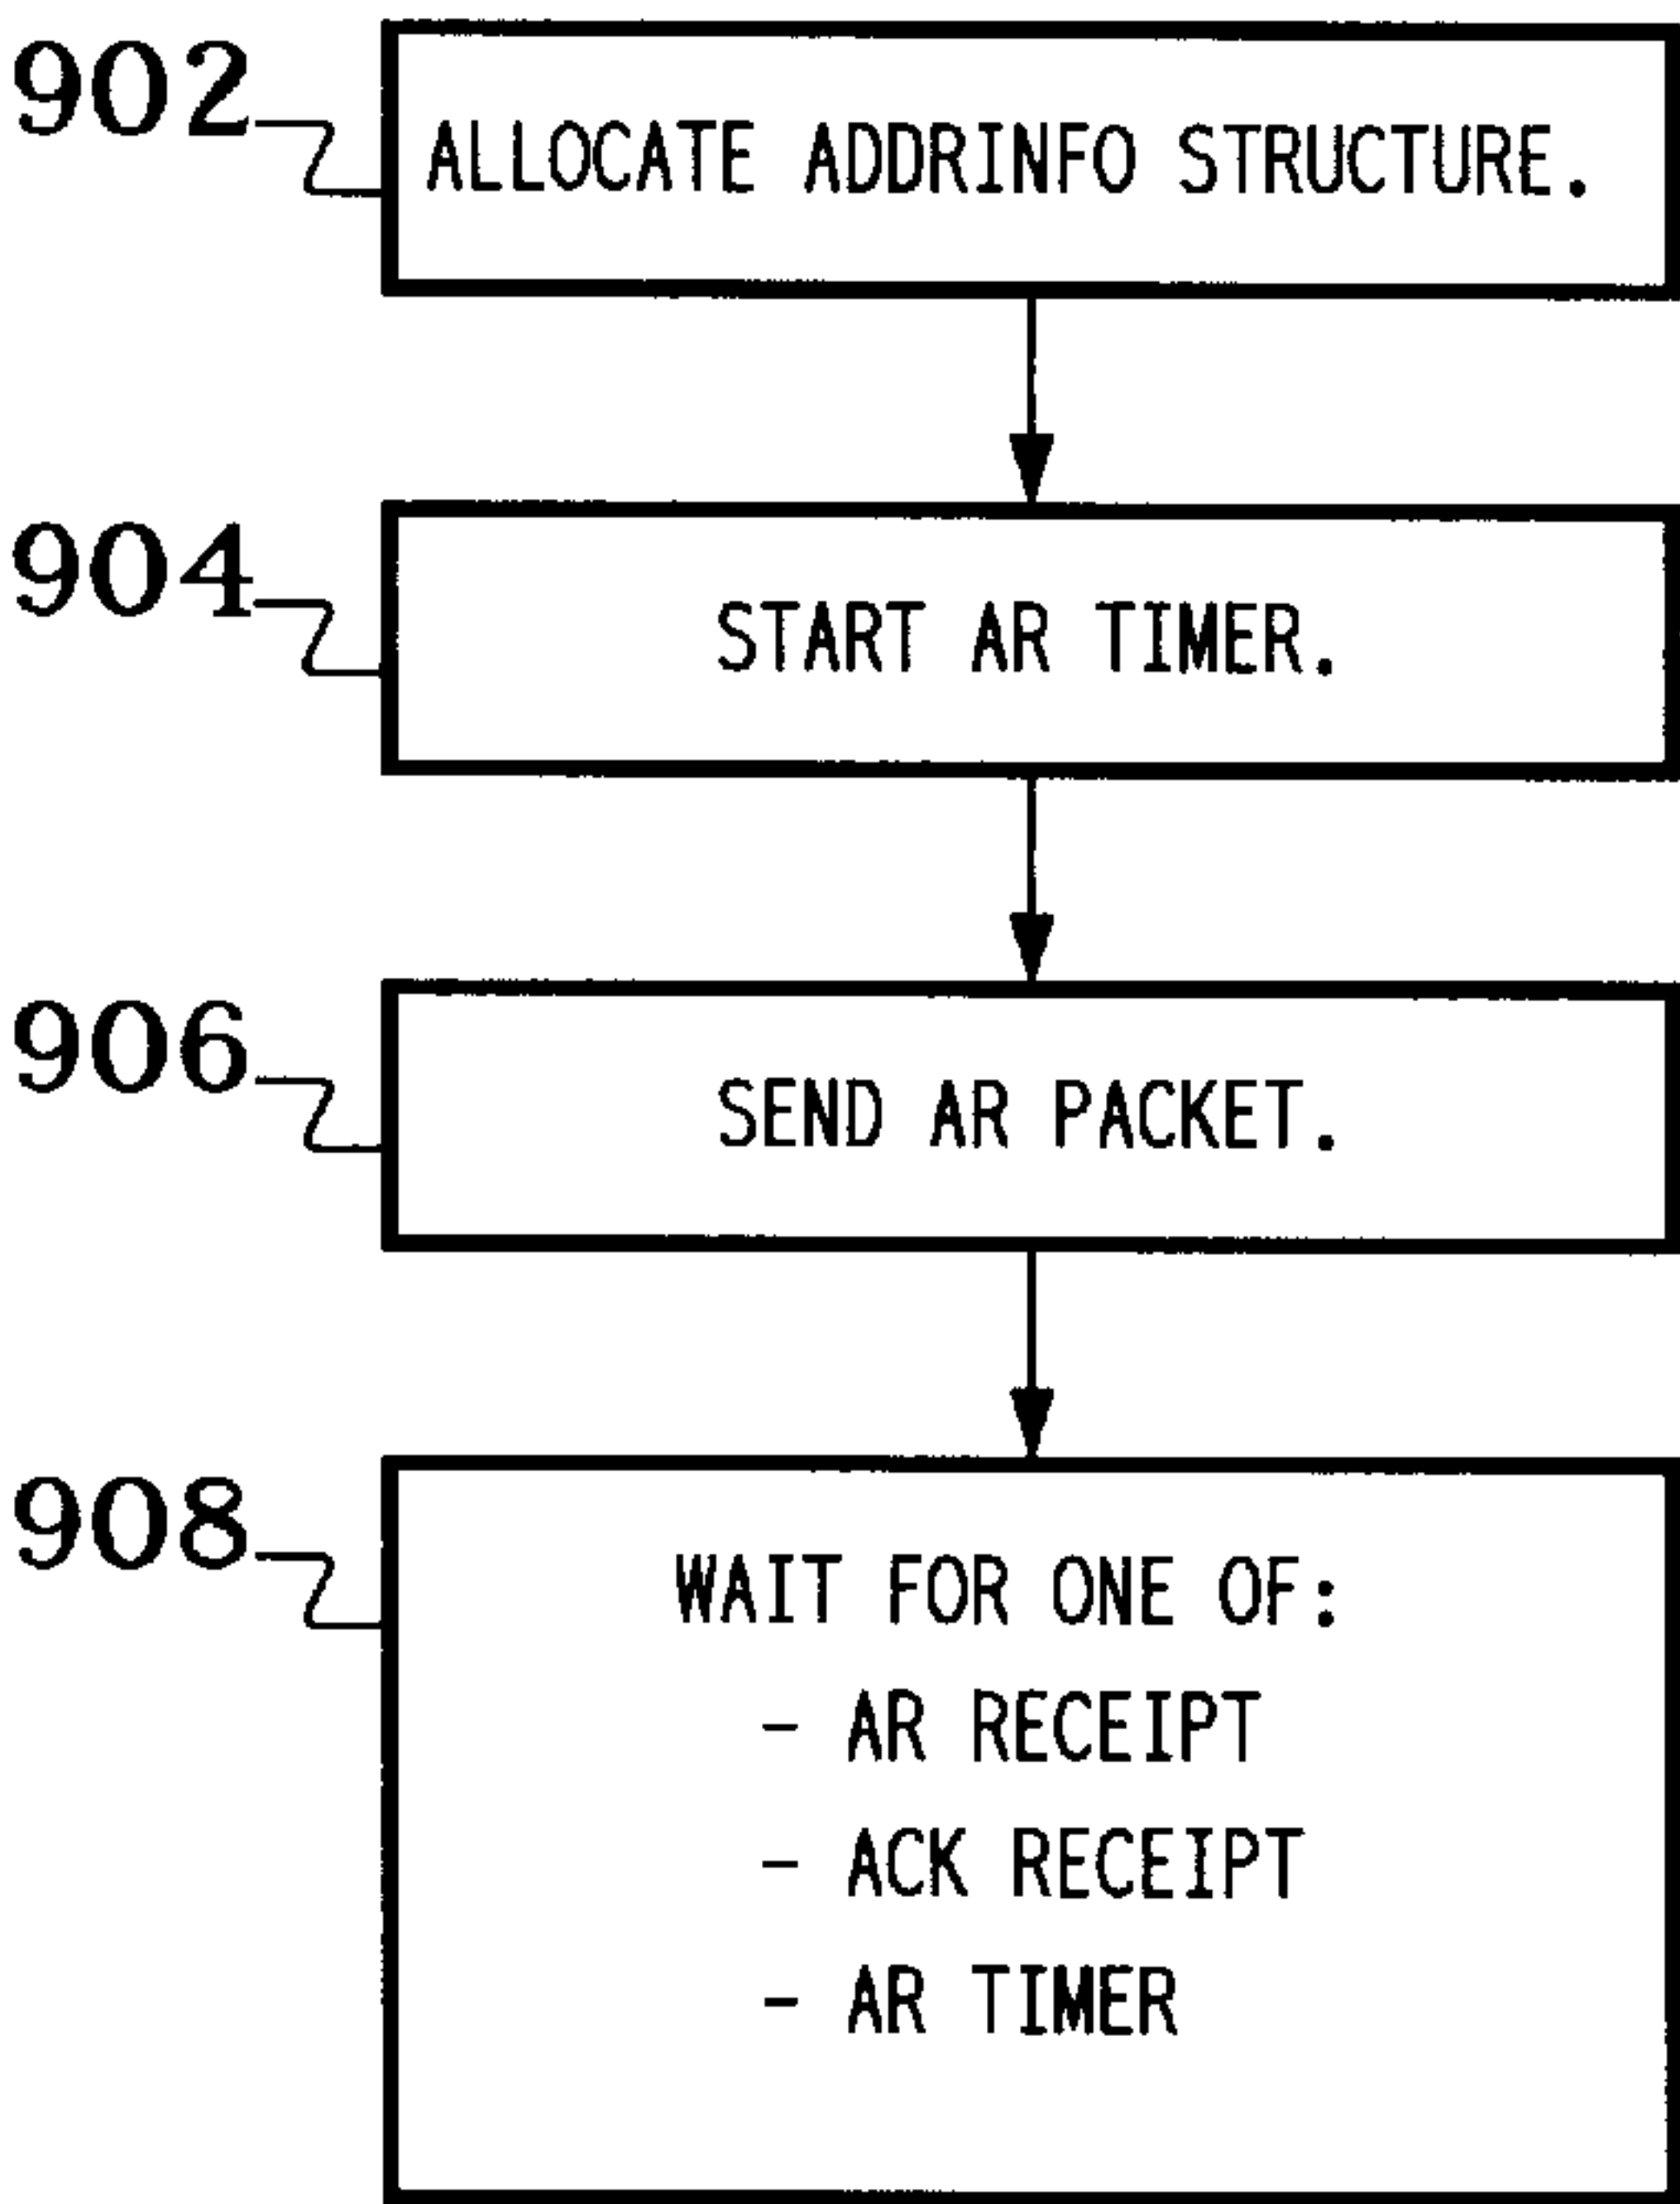 902
ALLOCATE ADDRINFO STRUCTURE.
904
START AR TIMER.
906
SEND AR PACKET.
908
WAIT FOR ONE OF:
- AR RECEIPT
- ACK RECEIPT
- AR TIMER